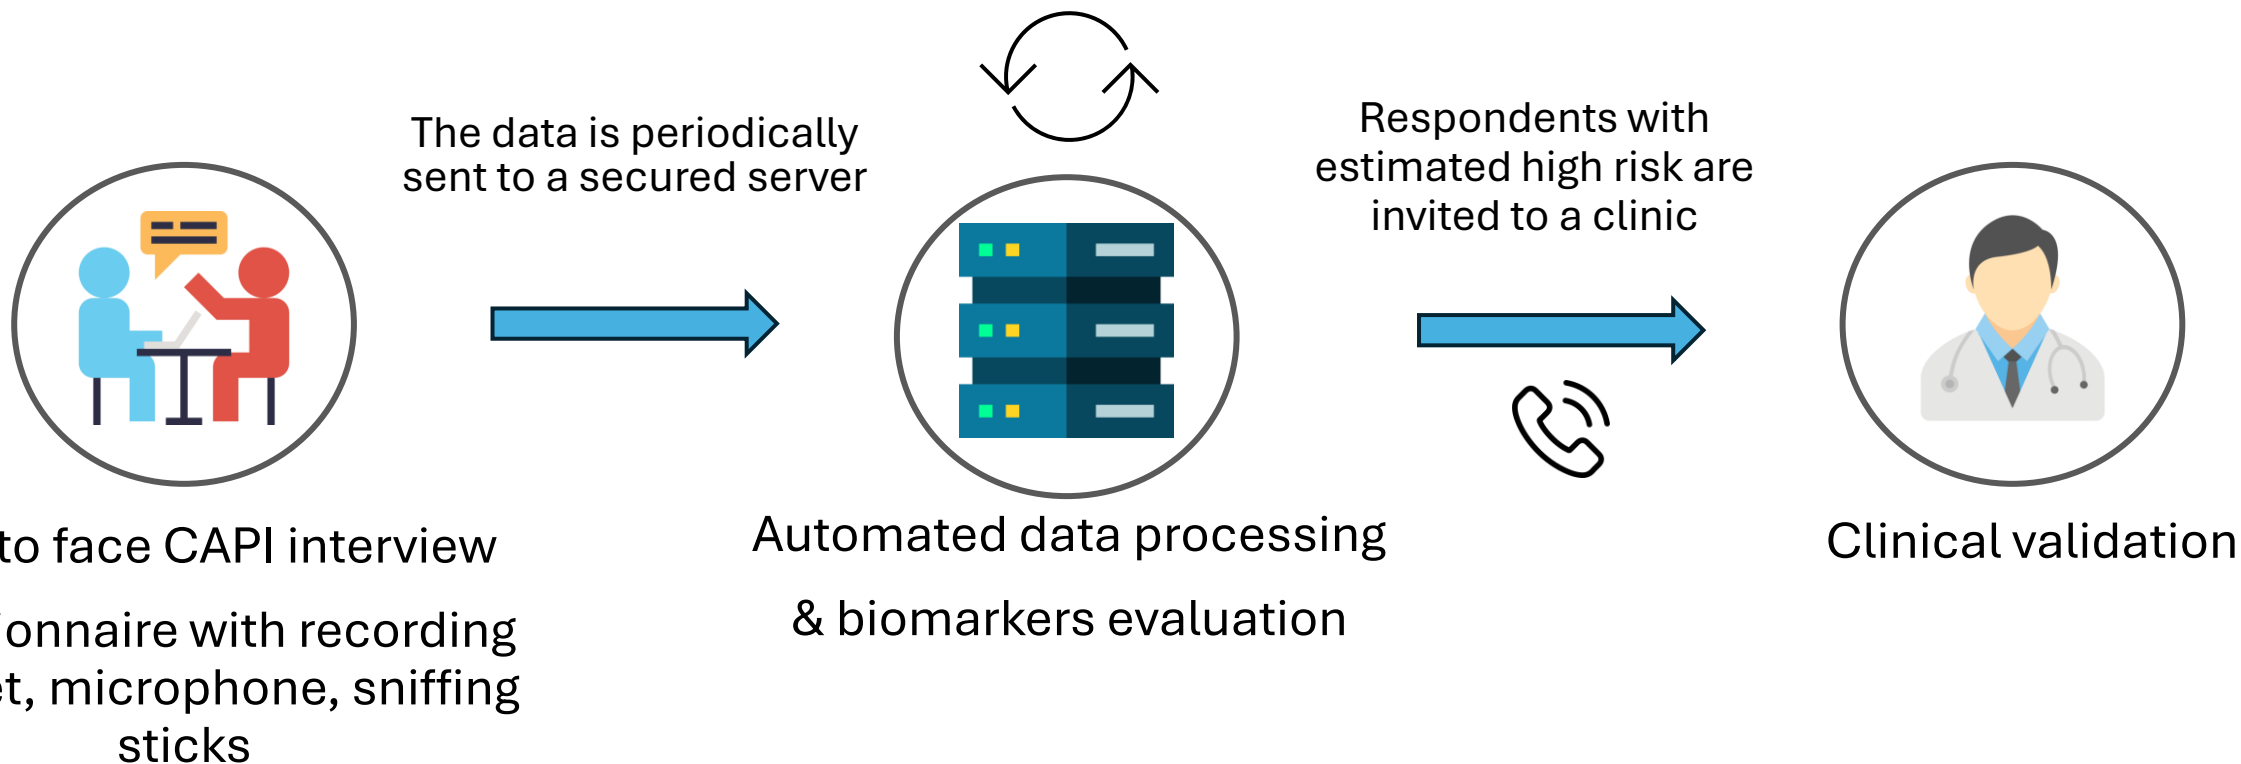 The data is periodically
sent to a secured server
Respondents with
estimated high risk are
invited to a clinic
to face CAPI interview
onnaire with recording
t, microphone, sniffing
sticks
Automated data processing
& biomarkers evaluation
Clinical validation